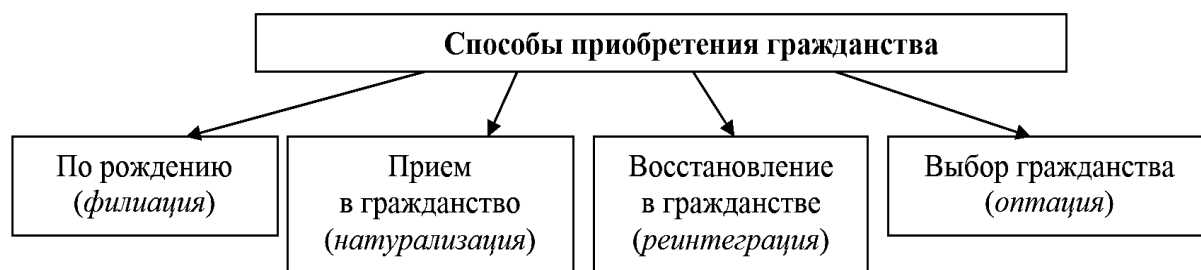 Способы приобретения гражданства
По рождению
(филиация)
Прием
в гражданство
(натурализация)
Восстановление
в гражданстве
(реинтеграция)
Выбор гражданства
(оптация)